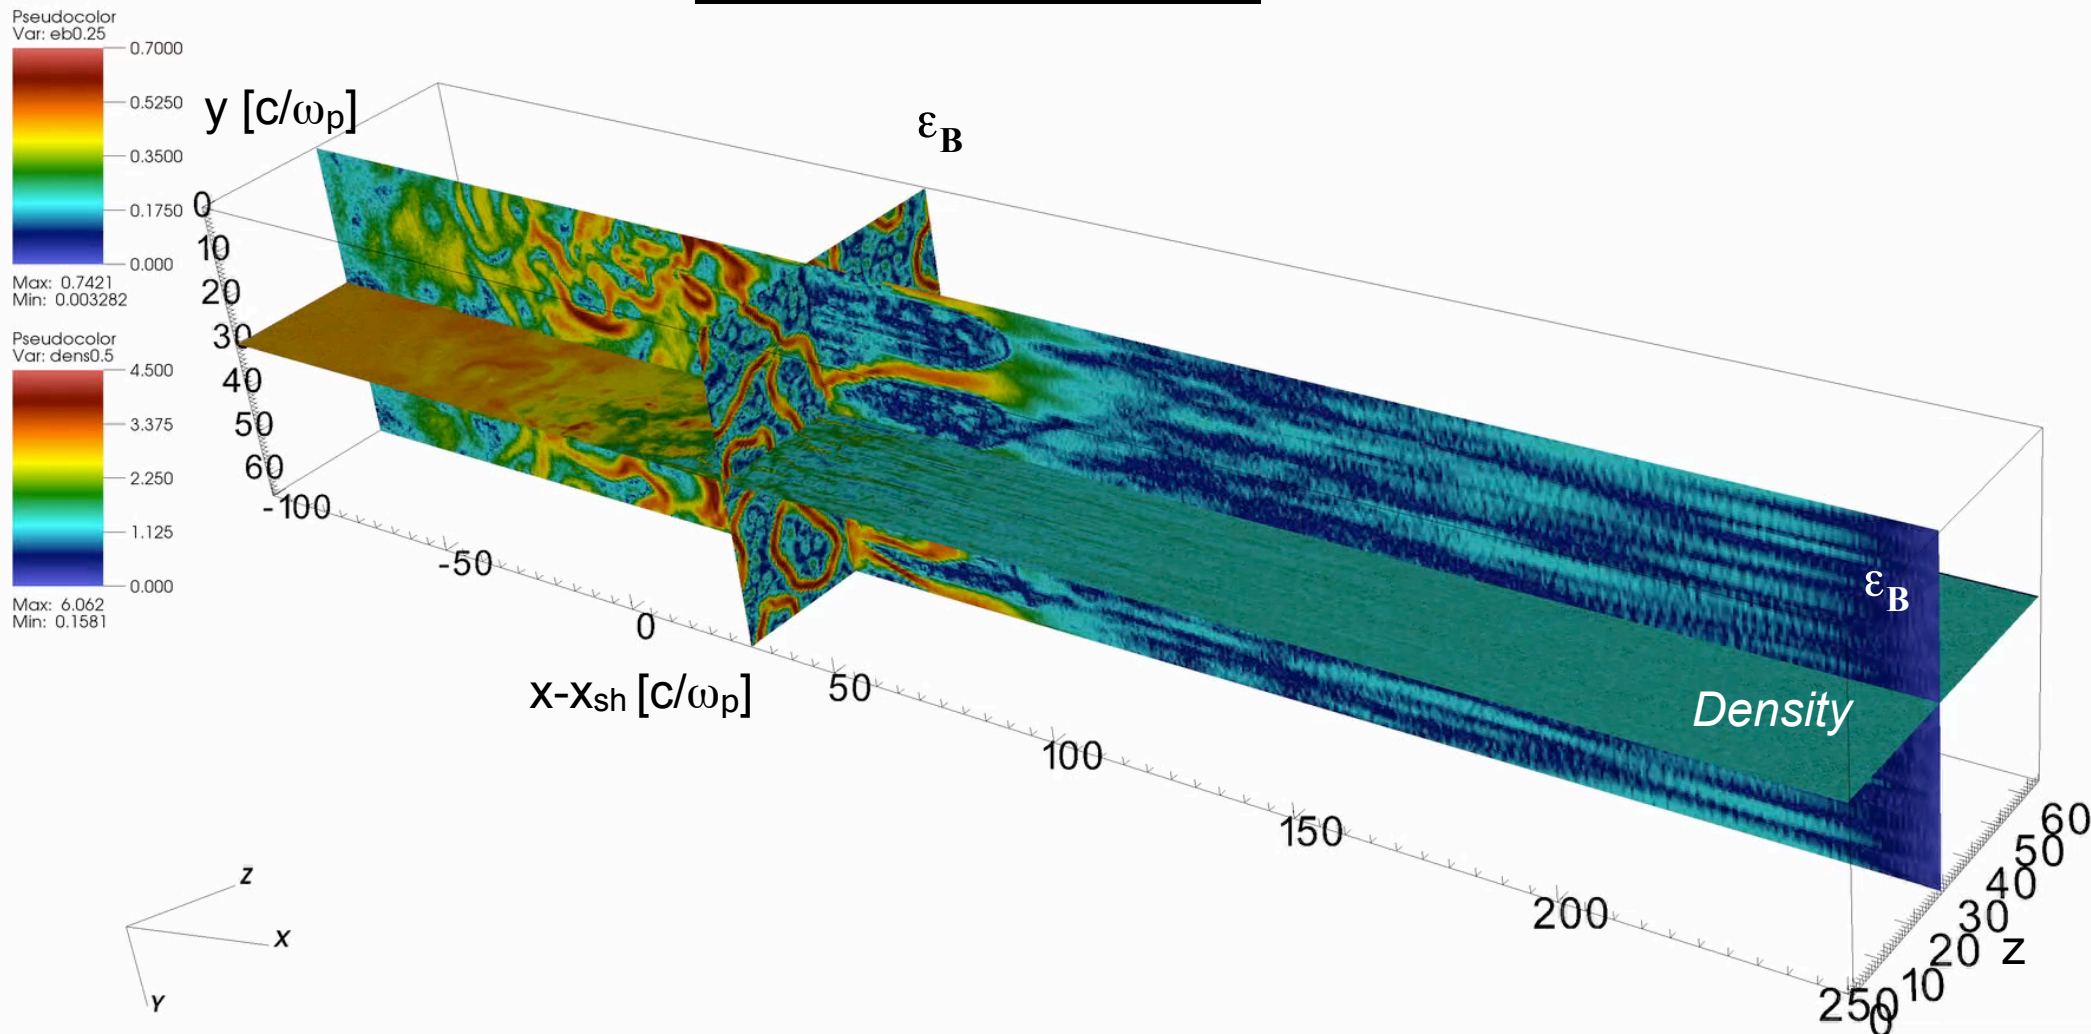 Pseudocolor
Var: eb0.25
0.7000
0.5250
0.3500
0.1750
0.000
Max: 0.7421
Min: 0.003282
Pseudocolor
Var: dens0.5
4.500
3.375
2.250
1.125
0.000
Max: 6.062
Min: 0.1581
y [c/ωp]
εB
0
10
20
30
40
50
60
-100
-50
0
50
100
150
200
250
x-xsh [c/ωp]
εB
Density
60
50
40
30
20
10
0
z
Z
X
Y